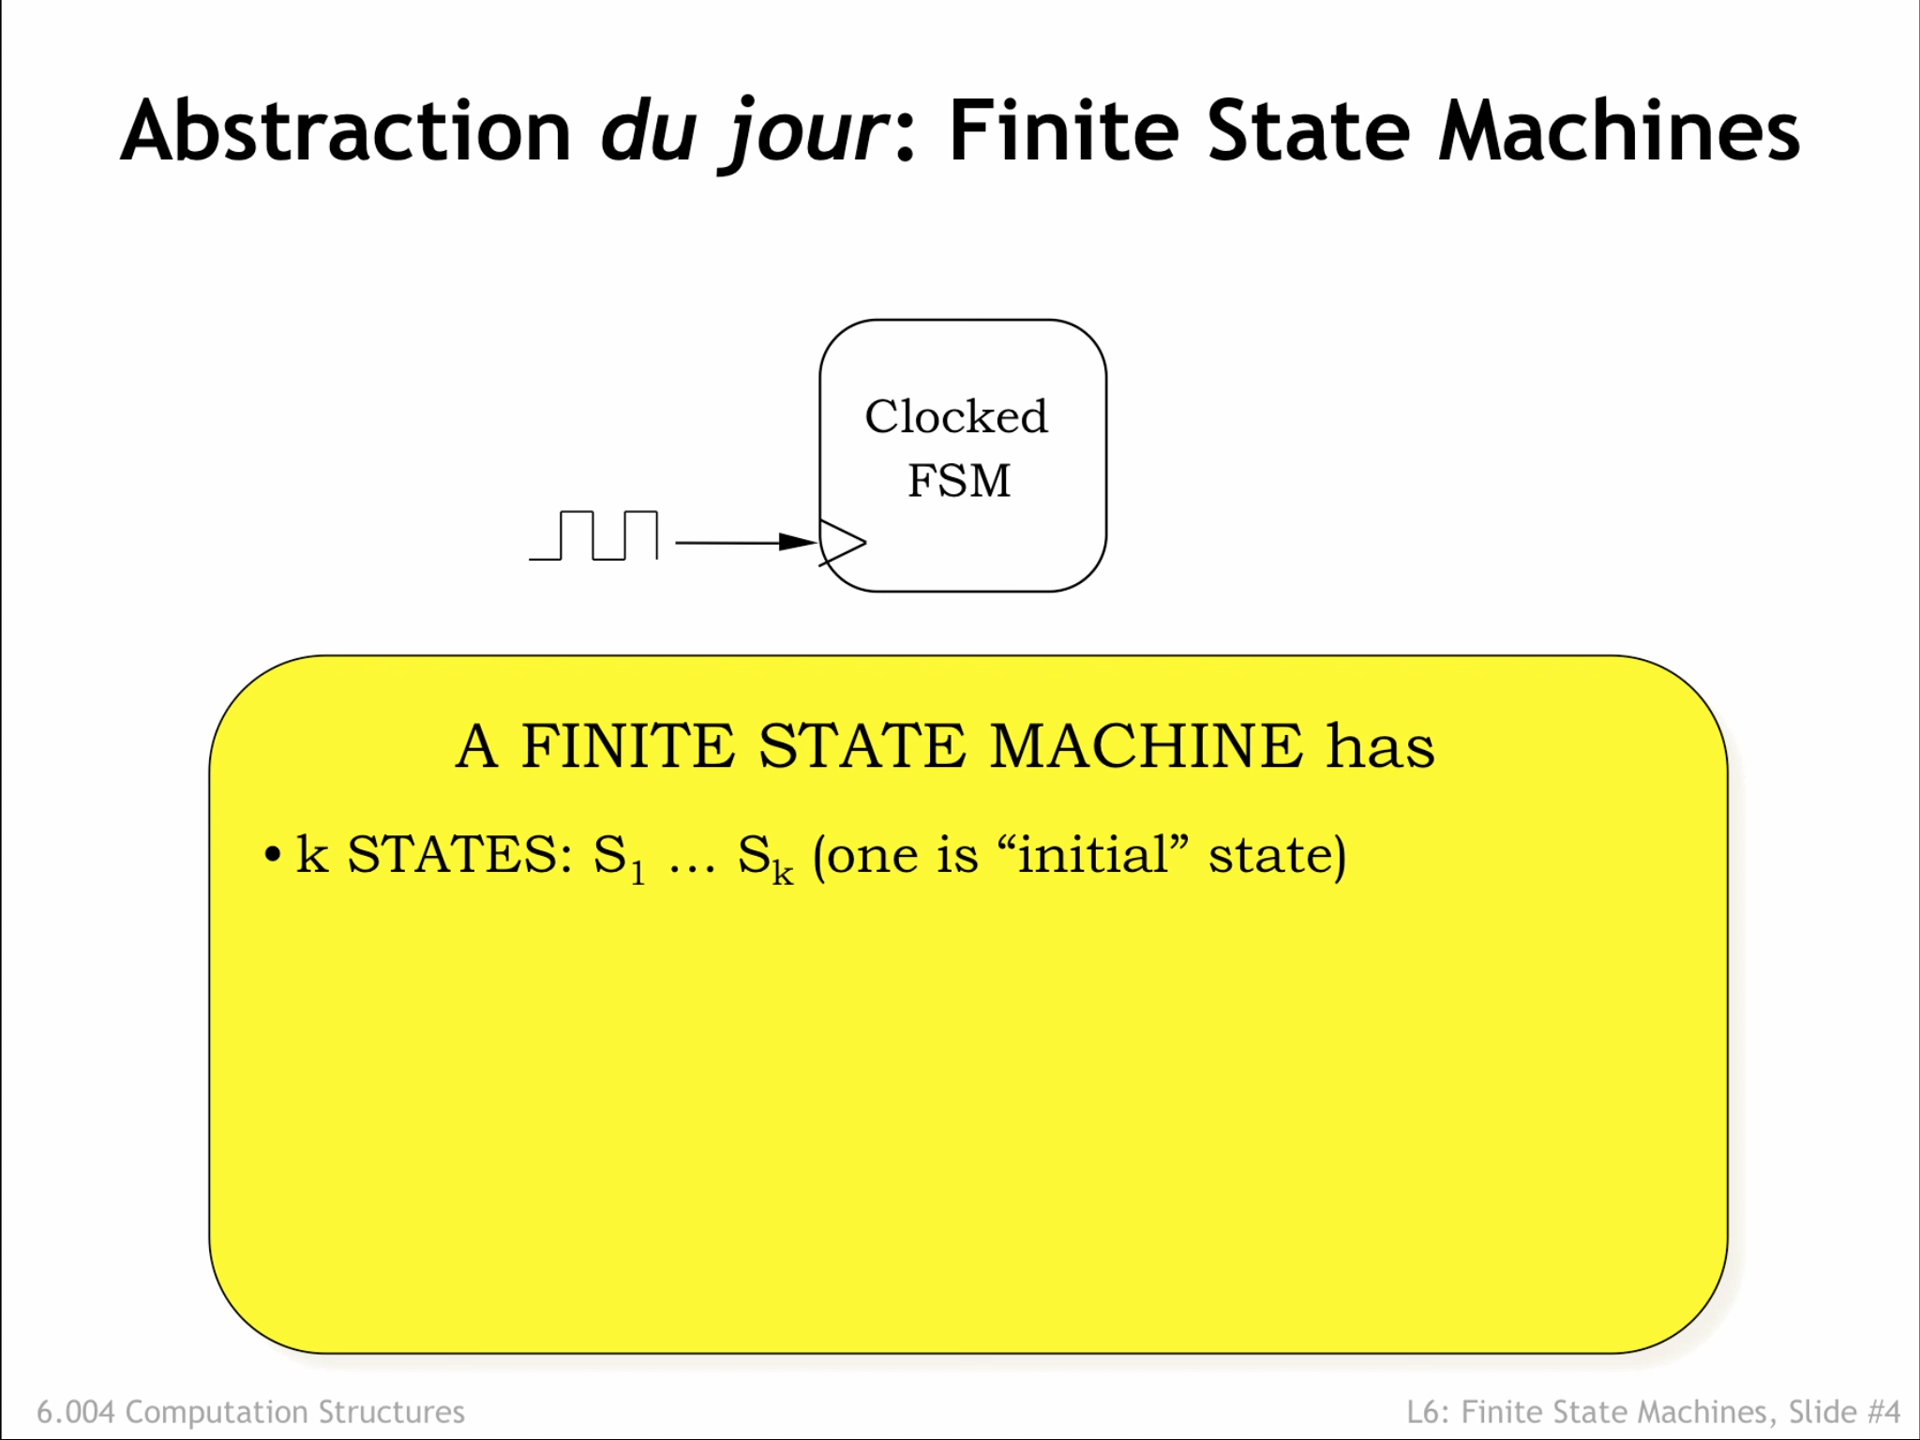 Abstraction du jour: Finite State Machines
Clocked
FSM
A FINITE STATE MACHINE has
• k STATES: S₁ … Sₖ (one is “initial” state)
6.004 Computation Structures
L6: Finite State Machines, Slide #4